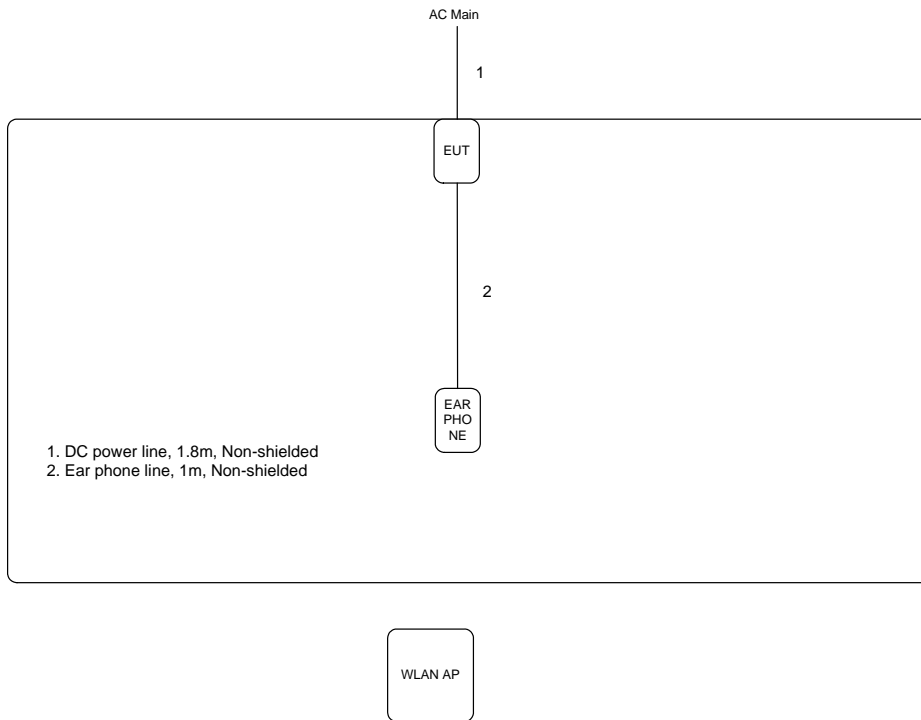 AC Main
1
EUT
2
EAR
PHO
NE
1. DC power line, 1.8m, Non-shielded
2. Ear phone line, 1m, Non-shielded
WLAN AP